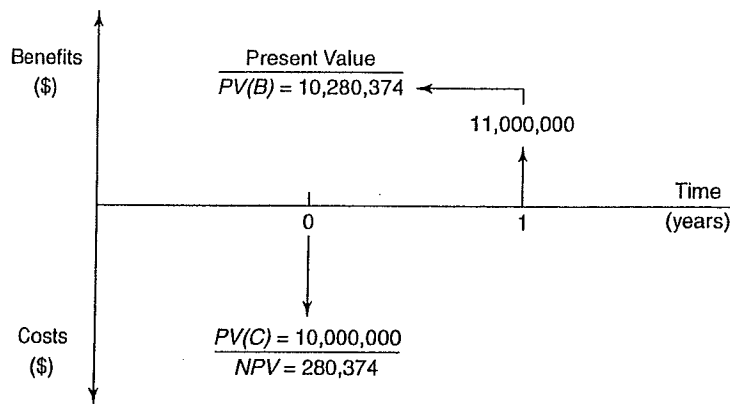 Benefits
($)
Present Value
PV(B) = 10,280,374
11,000,000
Time
(years)
0
1
Costs
($)
PV(C) = 10,000,000
NPV = 280,374